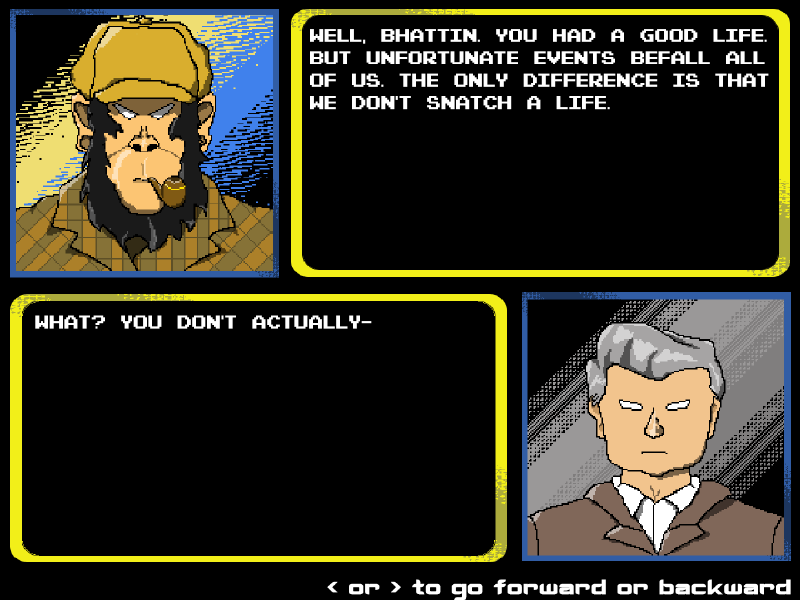 WELL, BHATTIN. YOU HAD A GOOD LIFE.
BUT UNFORTUNATE EVENTS BEFALL ALL
OF US. THE ONLY DIFFERENCE IS THAT
WE DON'T SNATCH A LIFE.
WHAT? YOU DON'T ACTUALLY-
< or > to go forward or backward